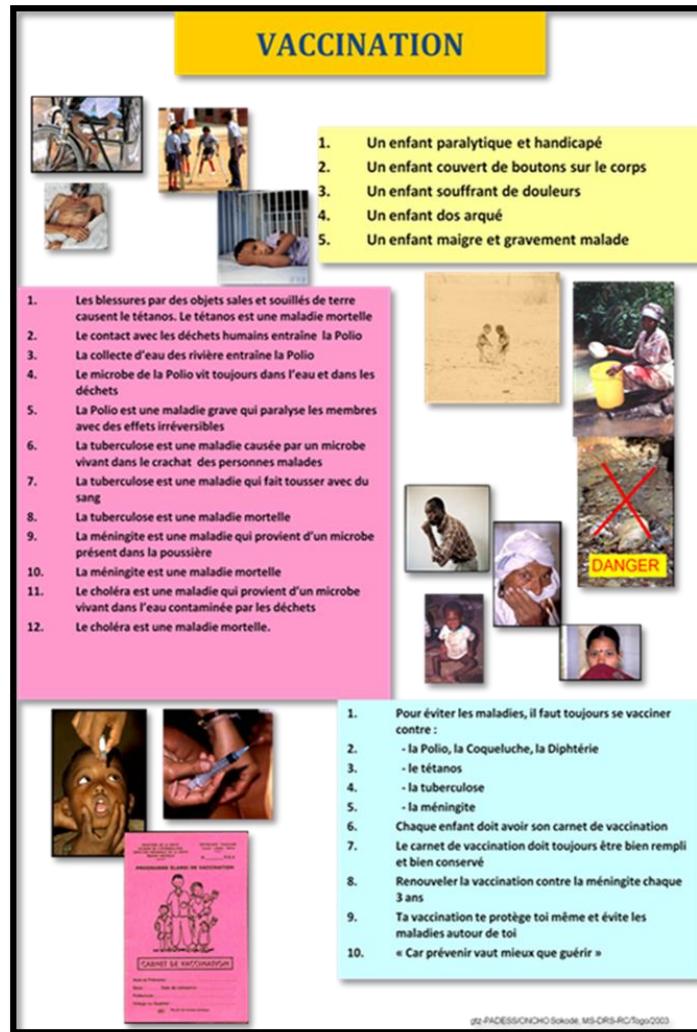 VACCINATION
1. Un enfant paralytique et handicapé
2. Un enfant couvert de boutons sur le corps
3. Un enfant souffrant de douleurs
4. Un enfant dos arqué
5. Un enfant maigre et gravement malade
1. Les blessures par des objets sales et souillés de terre
causent le tétanos. Le tétanos est une maladie mortelle
2. Le contact avec les déchets humains entraîne la Polio
3. La collecte d'eau des rivière entraîne la Polio
4. Le microbe de la Polio vit toujours dans l'eau et dans les
déchets
5. La Polio est une maladie grave qui paralyse les membres
avec des effets irréversibles
6. La tuberculose est une maladie causée par un microbe
vivant dans le crachat des personnes malades
7. La tuberculose est une maladie qui fait tousser avec du
sang
8. La tuberculose est une maladie mortelle
9. La méningite est une maladie qui provient d'un microbe
présent dans la poussière
10. La méningite est une maladie mortelle
11. Le choléra est une maladie qui provient d'un microbe
vivant dans l'eau contaminée par les déchets
12. Le choléra est une maladie mortelle.
DANGER
1. Pour éviter les maladies, il faut toujours se vacciner
contre :
2. - la Polio, la Coqueluche, la Diphtérie
3. - le tétanos
4. - la tuberculose
5. - la méningite
6. Chaque enfant doit avoir son carnet de vaccination
7. Le carnet de vaccination doit toujours être bien rempli
et bien conservé
8. Renouveler la vaccination contre la méningite chaque
3 ans
9. Ta vaccination te protège toi même et évite les
maladies autour de toi
10. « Car prévenir vaut mieux que guérir »
PROGRAMME ÉLARGI DE VACCINATION
CARNET DE VACCINATION
gtz-PADESS/ONCHO Sokodé, MS-DRS-RC/Togo/2003